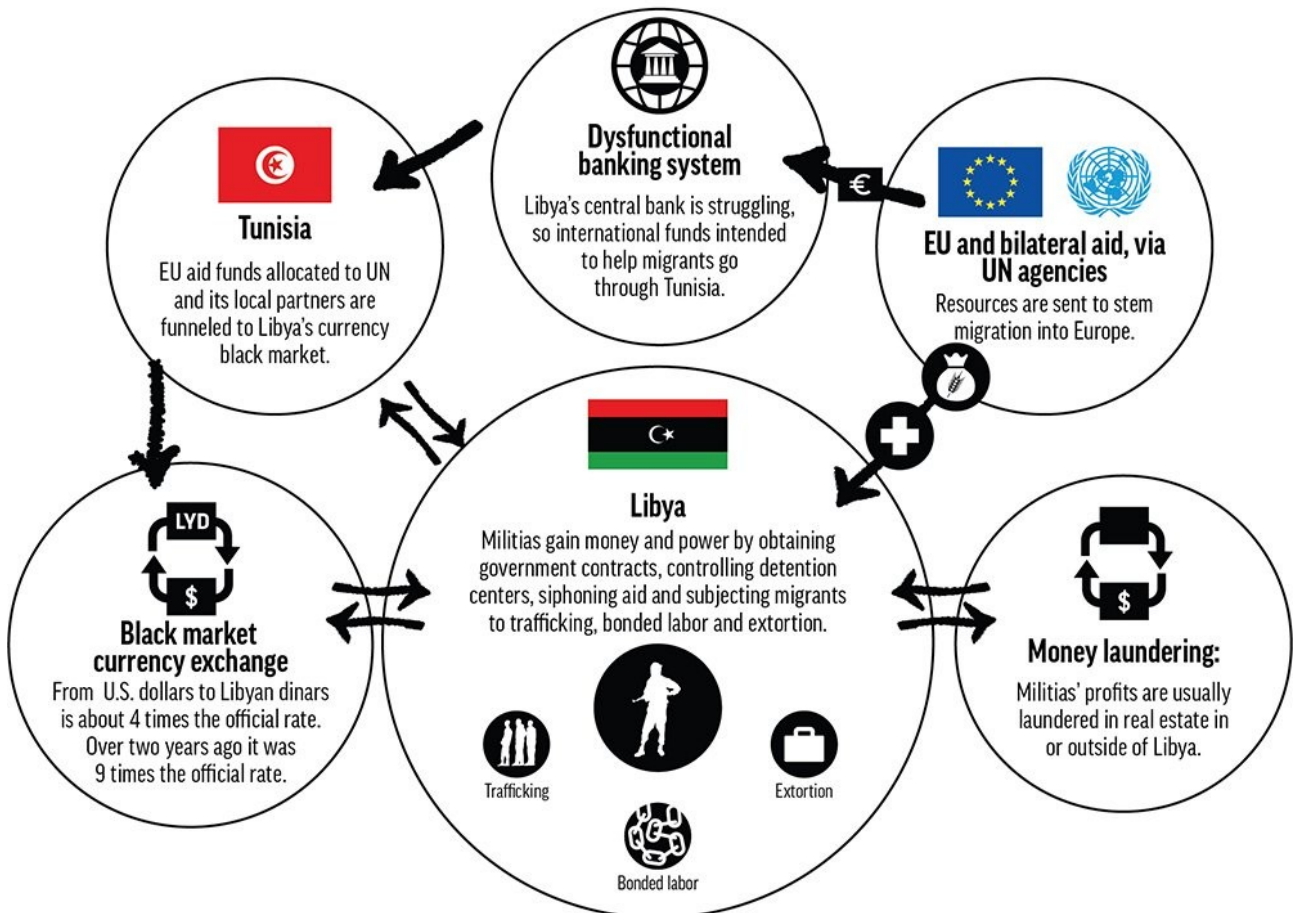 Dysfunctional
banking system
Libya's central bank is struggling,
so international funds intended
to help migrants go
through Tunisia.
Tunisia
EU aid funds allocated to UN
and its local partners are
funneled to Libya's currency
black market.
€
EU and bilateral aid, via
UN agencies
Resources are sent to stem
migration into Europe.
Libya
Militias gain money and power by obtaining
government contracts, controlling detention
centers, siphoning aid and subjecting migrants
to trafficking, bonded labor and extortion.
Trafficking
Extortion
Bonded labor
LYD
$
Black market
currency exchange
From U.S. dollars to Libyan dinars
is about 4 times the official rate.
Over two years ago it was
9 times the official rate.
$
Money laundering:
Militias' profits are usually
laundered in real estate in
or outside of Libya.